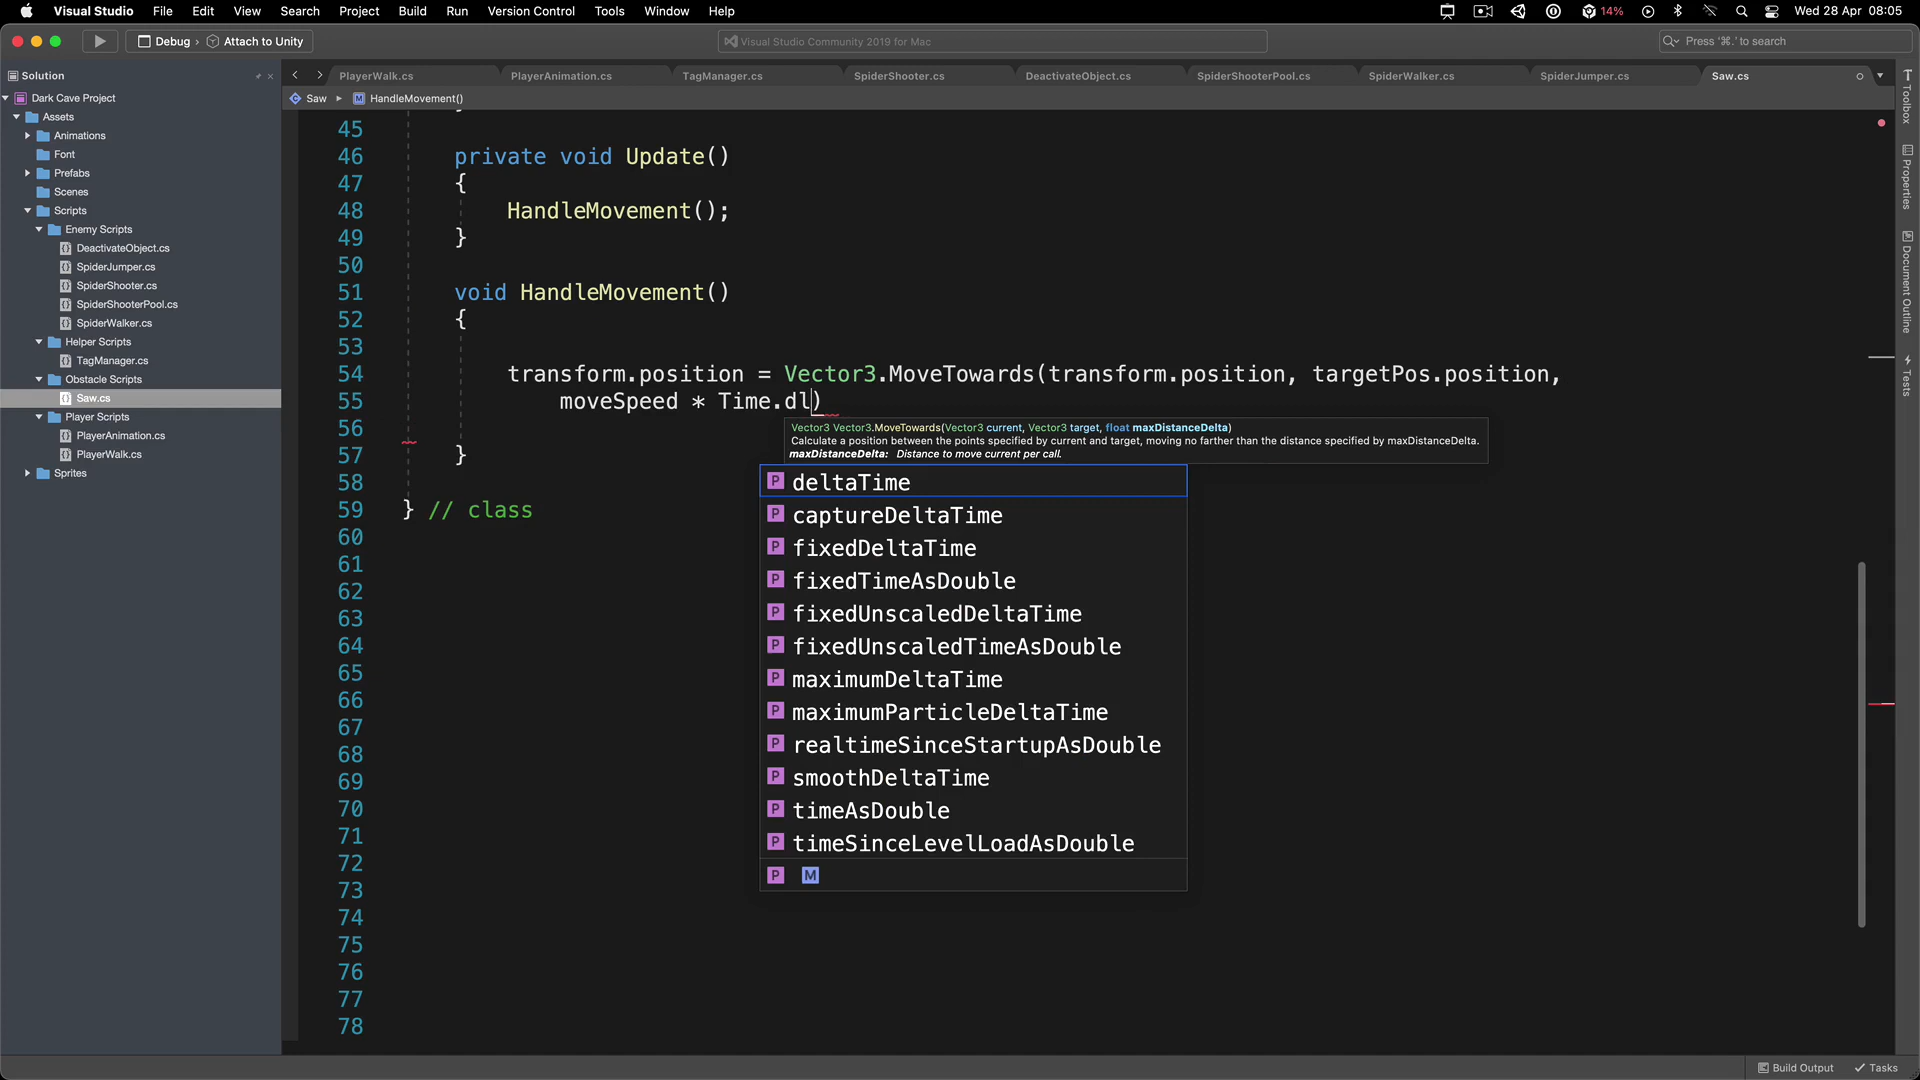 Visual Studio File Edit View Search Project Build Run Version Control Tools Window Help 14% Wed 28 Apr 08:05
Debug › Attach to Unity Visual Studio Community 2019 for Mac Press '⌘.' to search
Solution
Dark Cave Project
Assets
Animations
Font
Prefabs
Scenes
Scripts
Enemy Scripts
DeactivateObject.cs
SpiderJumper.cs
SpiderShooter.cs
SpiderShooterPool.cs
SpiderWalker.cs
Helper Scripts
TagManager.cs
Obstacle Scripts
Saw.cs
Player Scripts
PlayerAnimation.cs
PlayerWalk.cs
Sprites
PlayerWalk.cs PlayerAnimation.cs TagManager.cs SpiderShooter.cs DeactivateObject.cs SpiderShooterPool.cs SpiderWalker.cs SpiderJumper.cs Saw.cs
Saw M HandleMovement()
45
46 private void Update()
47 {
48 HandleMovement();
49 }
50
51 void HandleMovement()
52 {
53
54 transform.position = Vector3.MoveTowards(transform.position, targetPos.position,
55 moveSpeed * Time.dl)
56
57 }
58
59 } // class
60
61
62
63
64
65
66
67
68
69
70
71
72
73
74
75
76
77
78
Vector3 Vector3.MoveTowards(Vector3 current, Vector3 target, float maxDistanceDelta)
Calculate a position between the points specified by current and target, moving no farther than the distance specified by maxDistanceDelta.
maxDistanceDelta: Distance to move current per call.
P deltaTime
P captureDeltaTime
P fixedDeltaTime
P fixedTimeAsDouble
P fixedUnscaledDeltaTime
P fixedUnscaledTimeAsDouble
P maximumDeltaTime
P maximumParticleDeltaTime
P realtimeSinceStartupAsDouble
P smoothDeltaTime
P timeAsDouble
P timeSinceLevelLoadAsDouble
P M
Toolbox
Properties
Document Outline
Tests
Build Output Tasks